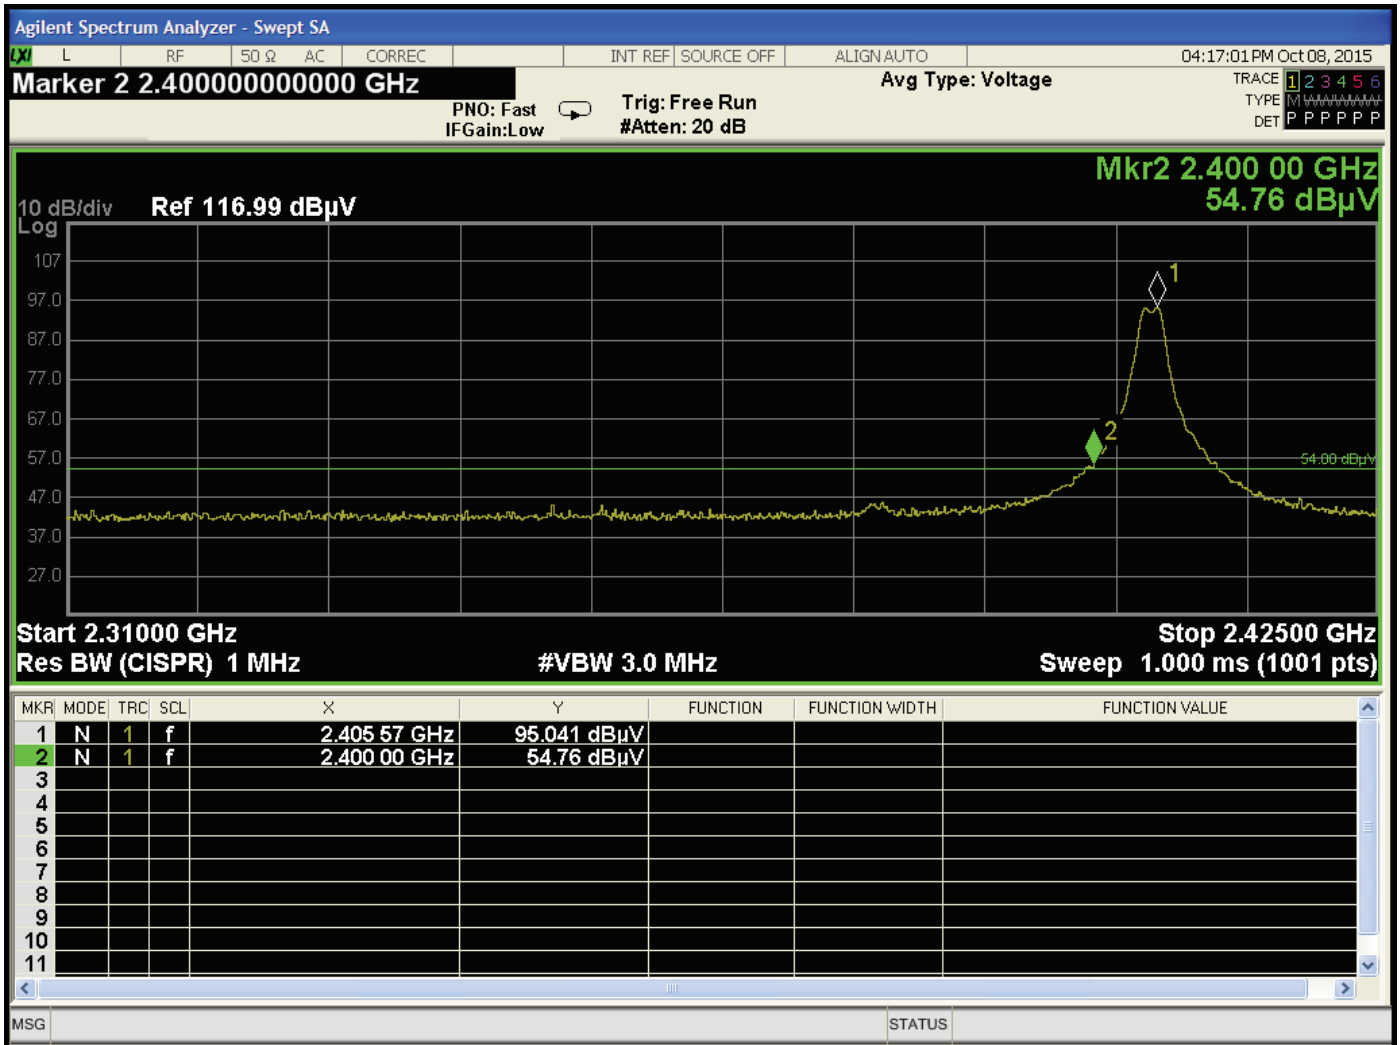 Agilent Spectrum Analyzer - Swept SA
LXI L RF 50 Ω AC CORREC INT REF SOURCE OFF ALIGNAUTO 04:17:01 PM Oct 08, 2015
Marker 2 2.400000000000 GHz
PNO: Fast
IFGain:Low
Trig: Free Run
#Atten: 20 dB
Avg Type: Voltage
TRACE 1 2 3 4 5 6
TYPE M WWWWW
DET P P P P P P
Mkr2 2.400 00 GHz
54.76 dBµV
10 dB/div Ref 116.99 dBµV
Log
107
97.0
87.0
77.0
67.0
57.0
47.0
37.0
27.0
1
2
54.00 dBµV
Start 2.31000 GHz Stop 2.42500 GHz
Res BW (CISPR) 1 MHz #VBW 3.0 MHz Sweep 1.000 ms (1001 pts)
MKR MODE TRC SCL X Y FUNCTION FUNCTION WIDTH FUNCTION VALUE
1 N 1 f 2.405 57 GHz 95.041 dBµV
2 N 1 f 2.400 00 GHz 54.76 dBµV
3
4
5
6
7
8
9
10
11
MSG STATUS